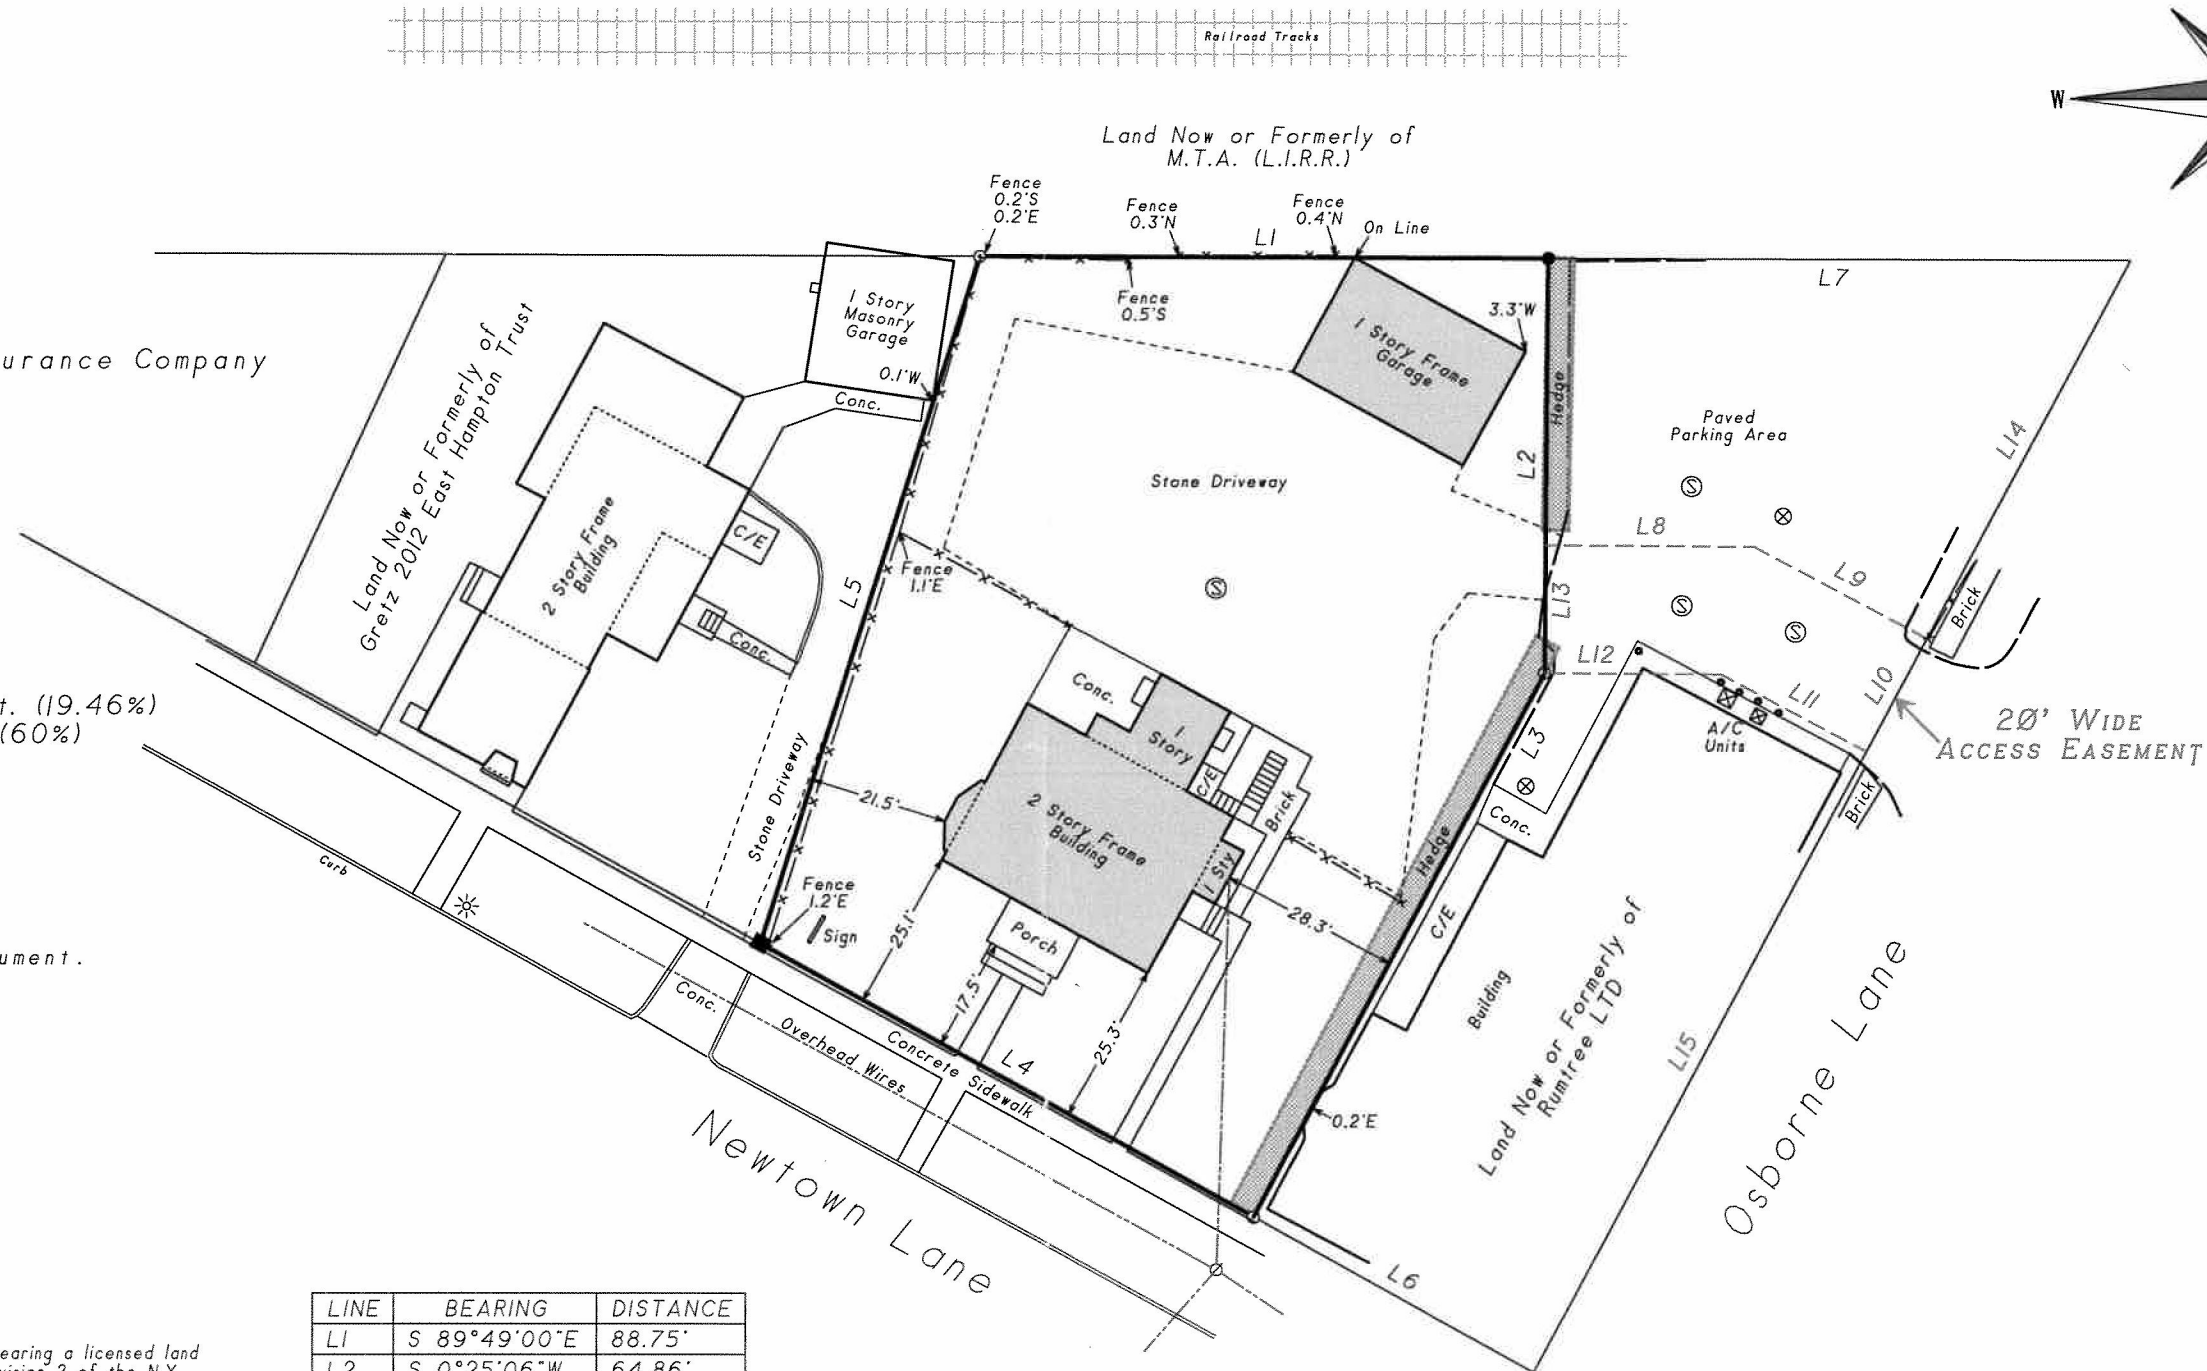 Railroad Tracks
W
Land Now or Formerly of
M.T.A. (L.I.R.R.)
Fence
0.2'S
0.2'E
Fence
0.3'N
Fence
0.4'N
On Line
L1
L7
Fence
0.5'S
3.3'W
1 Story
Masonry
Garage
0.1'W
Conc.
1 Story Frame
Garage
Hedge
L2
Paved
Parking Area
L14
urance Company
Land Now or Formerly of
Gretz 2012 East Hampton Trust
2 Story Frame
Building
C/E
Conc.
Stone Driveway
S
S
S
S
L8
L9
L13
L12
L11
L10
Brick
Brick
A/C
Units
20' WIDE
ACCESS EASEMENT
L5
Fence
1.1'E
t. (19.46%)
(60%)
Conc.
1
Story
C/E
2 Story Frame
Building
1 Sty
Brick
Porch
21.5'
28.3'
25.1'
17.5'
25.3'
L3
Conc.
Hedge
C/E
Building
Land Now or Formerly of
Rumtree LTD
L15
Osborne Lane
Stone Driveway
Fence
1.2'E
Sign
Curb
ument.
Conc.
Overhead Wires
Concrete Sidewalk
L4
0.2'E
Newtown Lane
L6
LINE BEARING DISTANCE
L1 S 89°49'00"E 88.75'
L2 S 0°25'06"W 64.86'
earing a licensed land